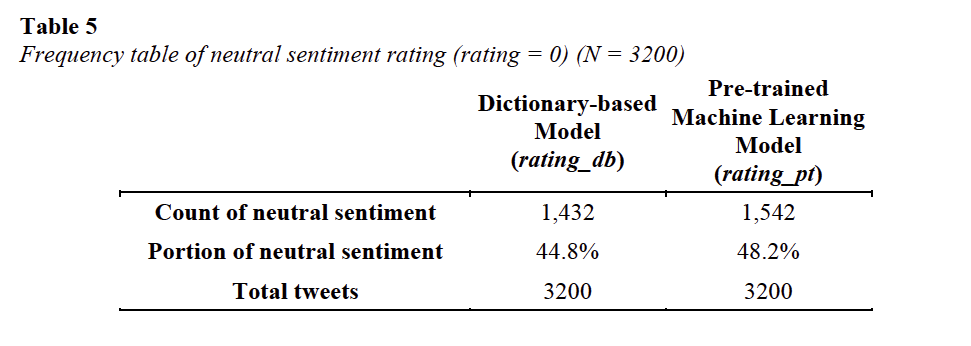 Table 5
Frequency table of neutral sentiment rating (rating = 0) (N = 3200)
Dictionary-based Model (rating_db)
Pre-trained Machine Learning Model (rating_pt)
Count of neutral sentiment 1,432 1,542
Portion of neutral sentiment 44.8% 48.2%
Total tweets 3200 3200